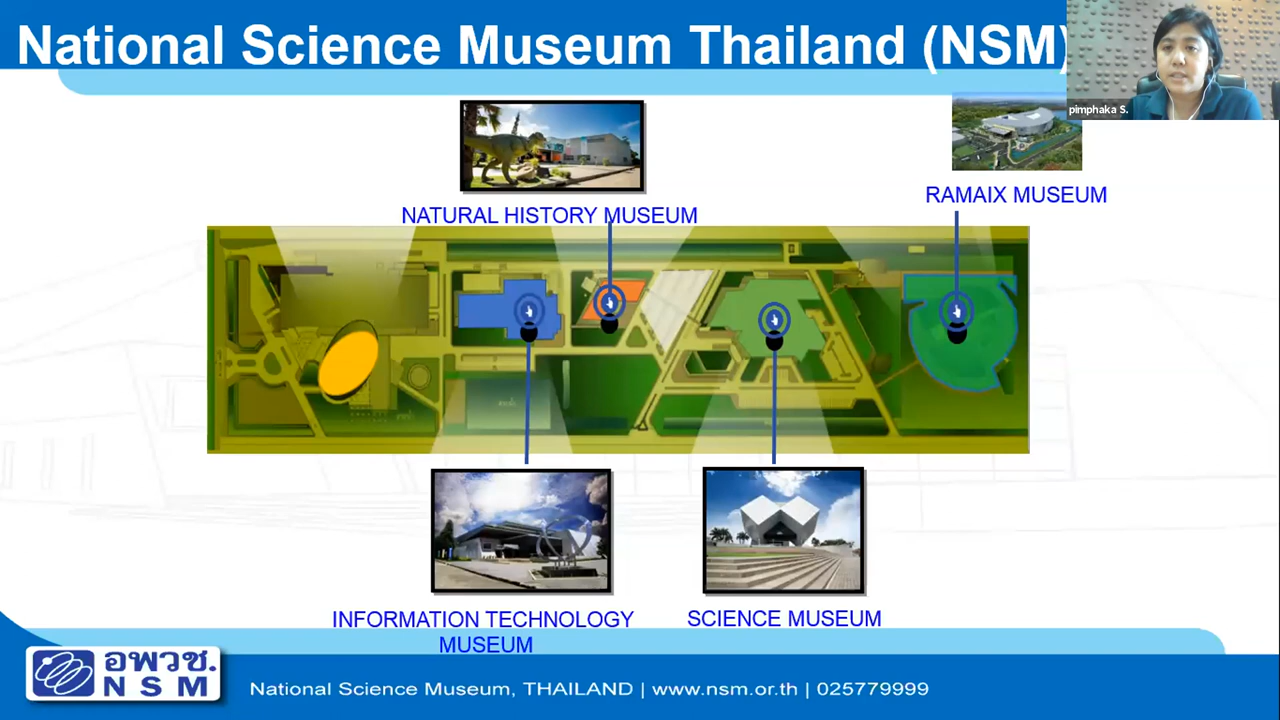 National Science Museum Thailand (NSM)
pimphaka S.
RAMAIX MUSEUM
NATURAL HISTORY MUSEUM
INFORMATION TECHNOLOGY
MUSEUM
SCIENCE MUSEUM
อพวช.
NSM
National Science Museum, THAILAND | www.nsm.or.th | 025779999